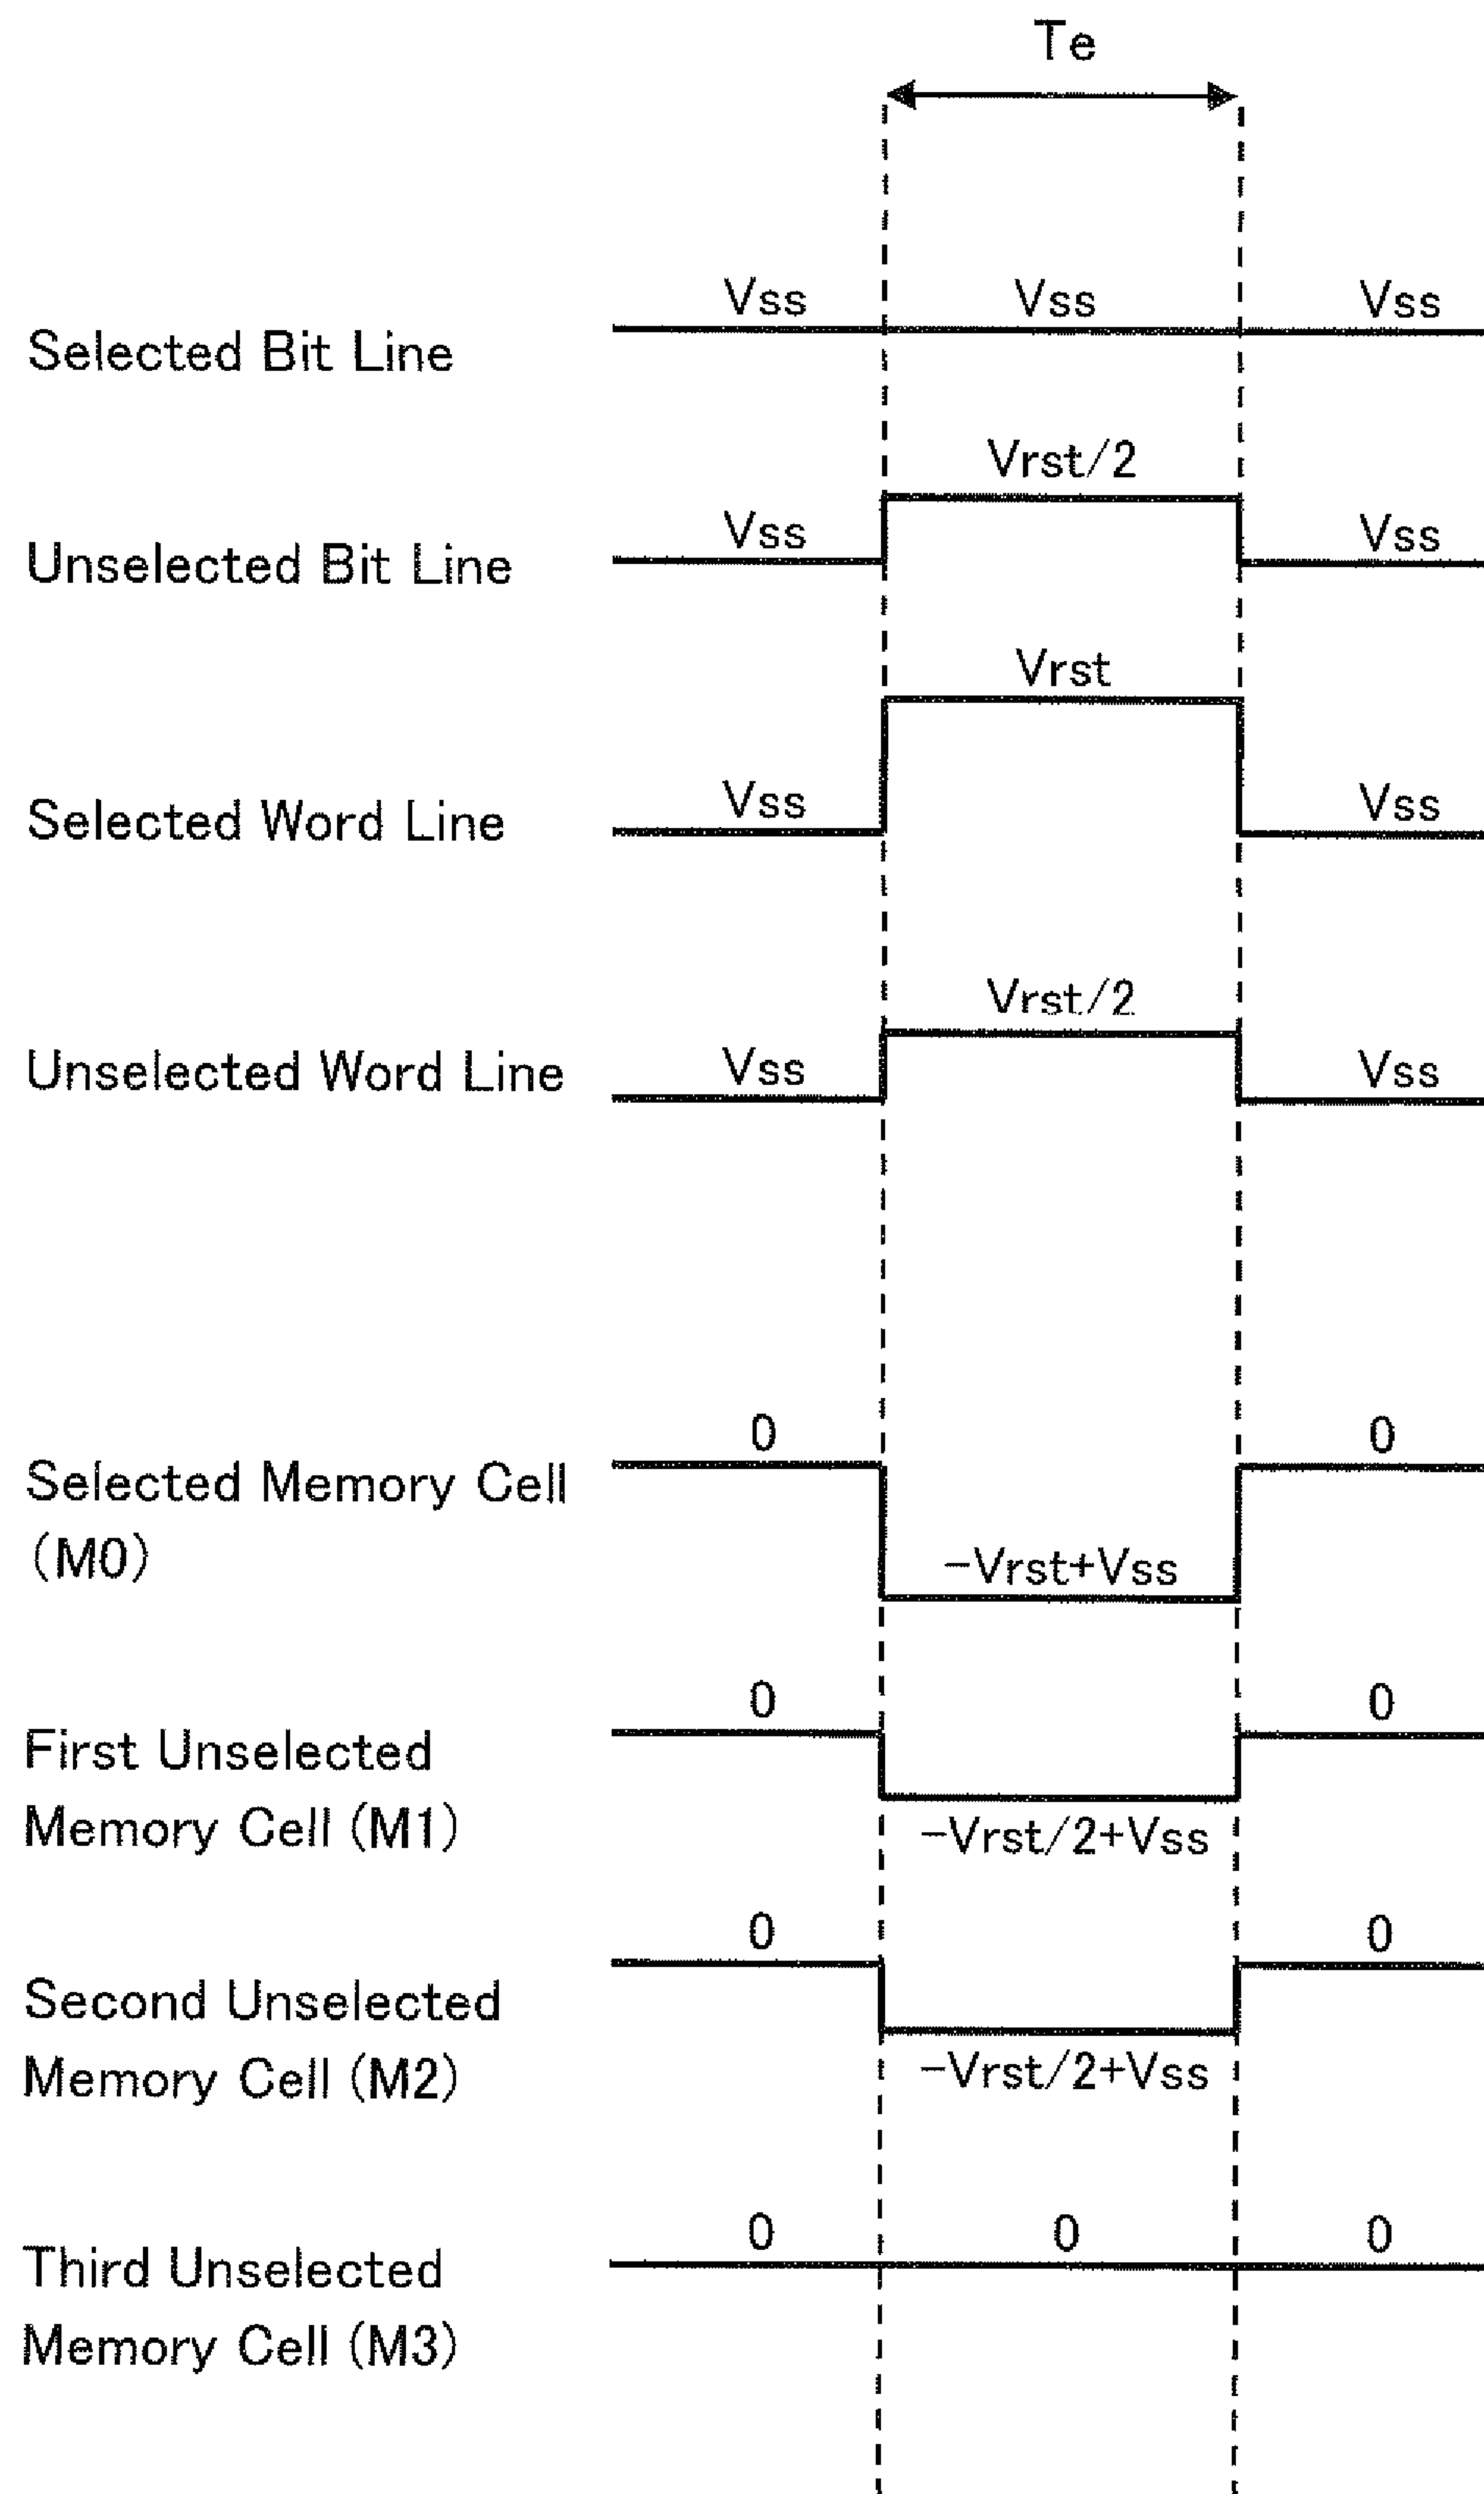 Te
Vss Vss Vss
Selected Bit Line
Vrst/2
Vss Vss
Unselected Bit Line
Vrst
Vss Vss
Selected Word Line
Vrst/2
Vss Vss
Unselected Word Line
0 0
Selected Memory Cell
(M0)
-Vrst+Vss
0 0
First Unselected
Memory Cell (M1)
-Vrst/2+Vss
0 0
Second Unselected
Memory Cell (M2)
-Vrst/2+Vss
0 0 0
Third Unselected
Memory Cell (M3)